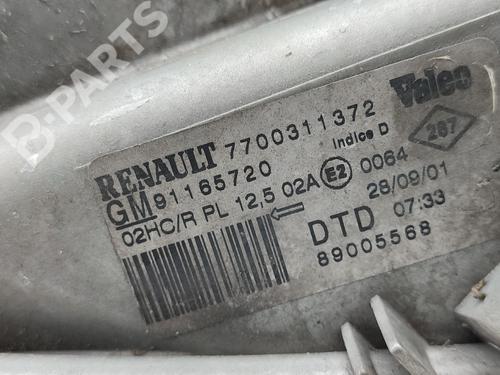 B-PARTS
RENAULT 7700311372 Valeo
Indice D 267
GM 91165720
02HC/R PL 12,5 02A E2 0064
28/09/01
DTD 07:33
89005568